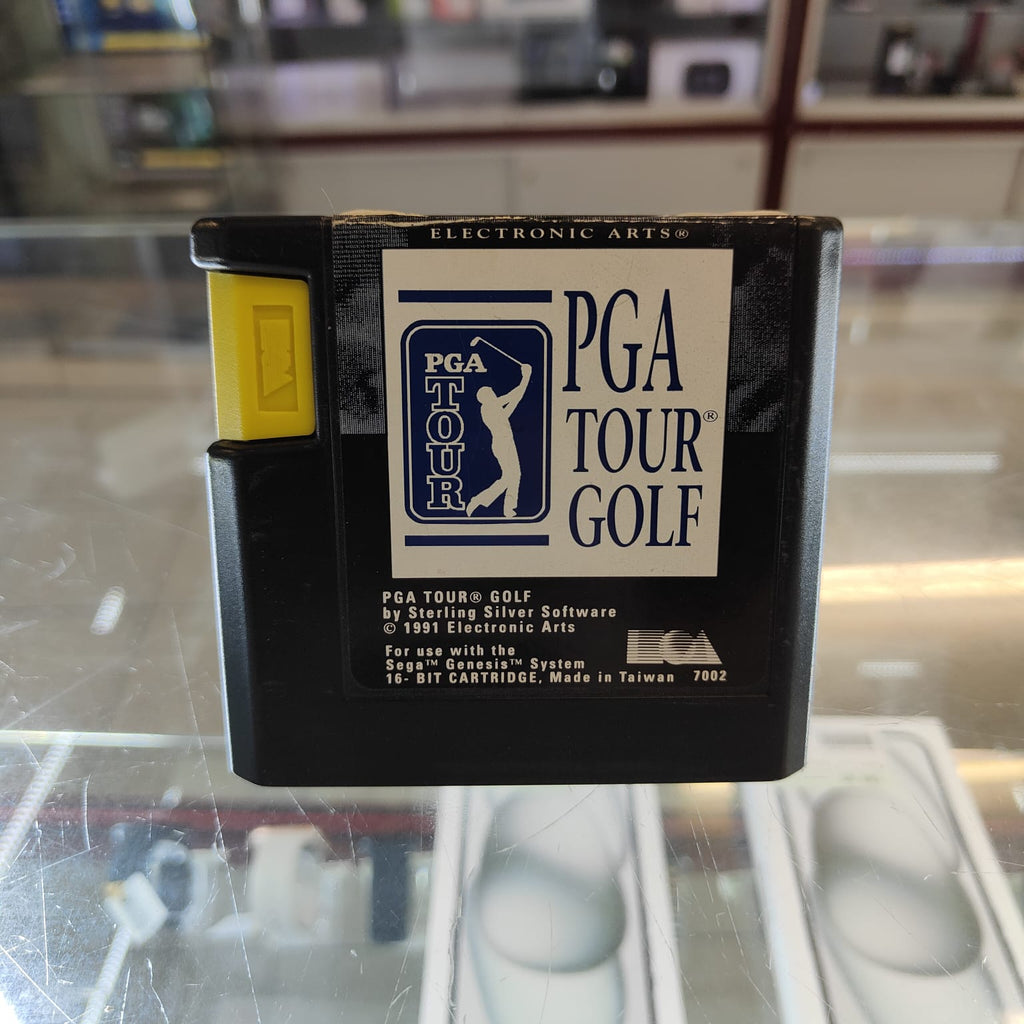 ELECTRONIC ARTS®
PGA
TOUR
PGA
TOUR®
GOLF
PGA TOUR® GOLF
by Sterling Silver Software
© 1991 Electronic Arts
For use with the
Sega™ Genesis™ System
16- BIT CARTRIDGE, Made in Taiwan 7002
EA